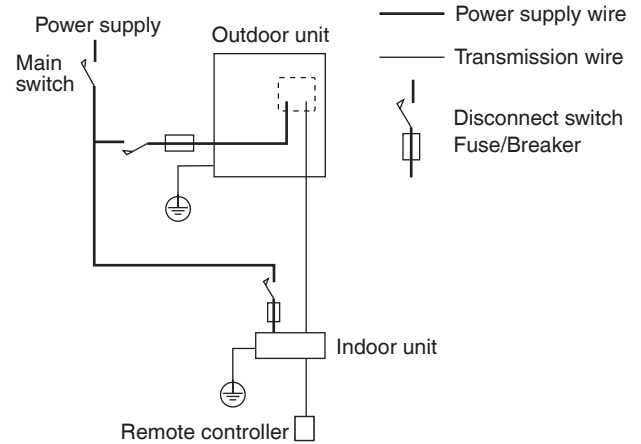 Power supply
Main
switch
Outdoor unit
Power supply wire
Transmission wire
Disconnect switch
Fuse/Breaker
Indoor unit
Remote controller